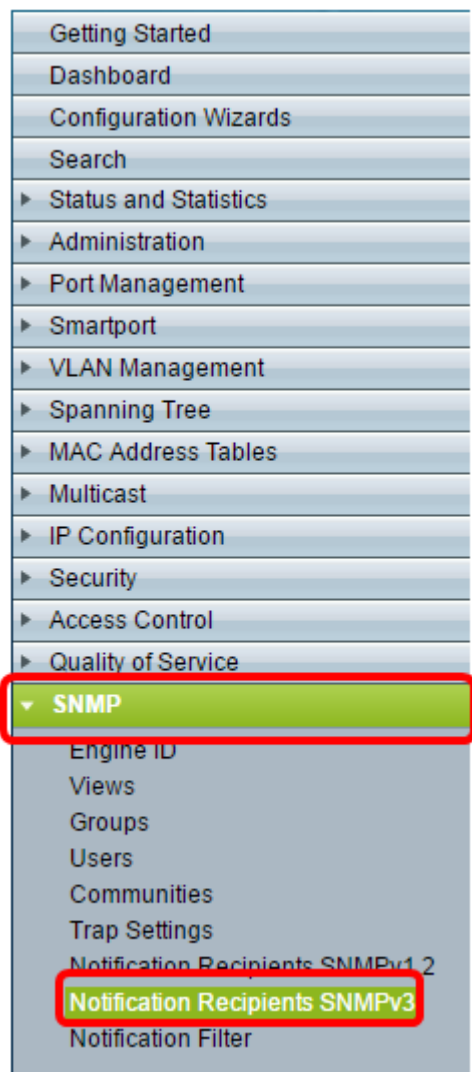 Getting Started
Dashboard
Configuration Wizards
Search
Status and Statistics
Administration
Port Management
Smartport
VLAN Management
Spanning Tree
MAC Address Tables
Multicast
IP Configuration
Security
Access Control
Quality of Service
SNMP
Engine ID
Views
Groups
Users
Communities
Trap Settings
Notification Recipients SNMPv1,2
Notification Recipients SNMPv3
Notification Filter